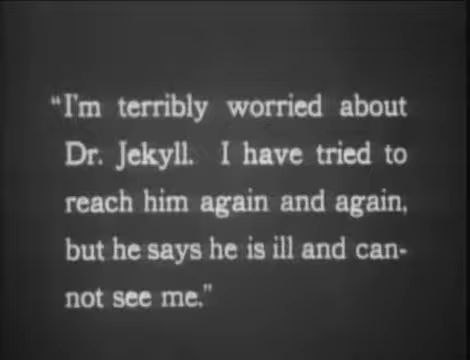 "I'm terribly worried about
Dr. Jekyll. I have tried to
reach him again and again,
but he says he is ill and can-
not see me."